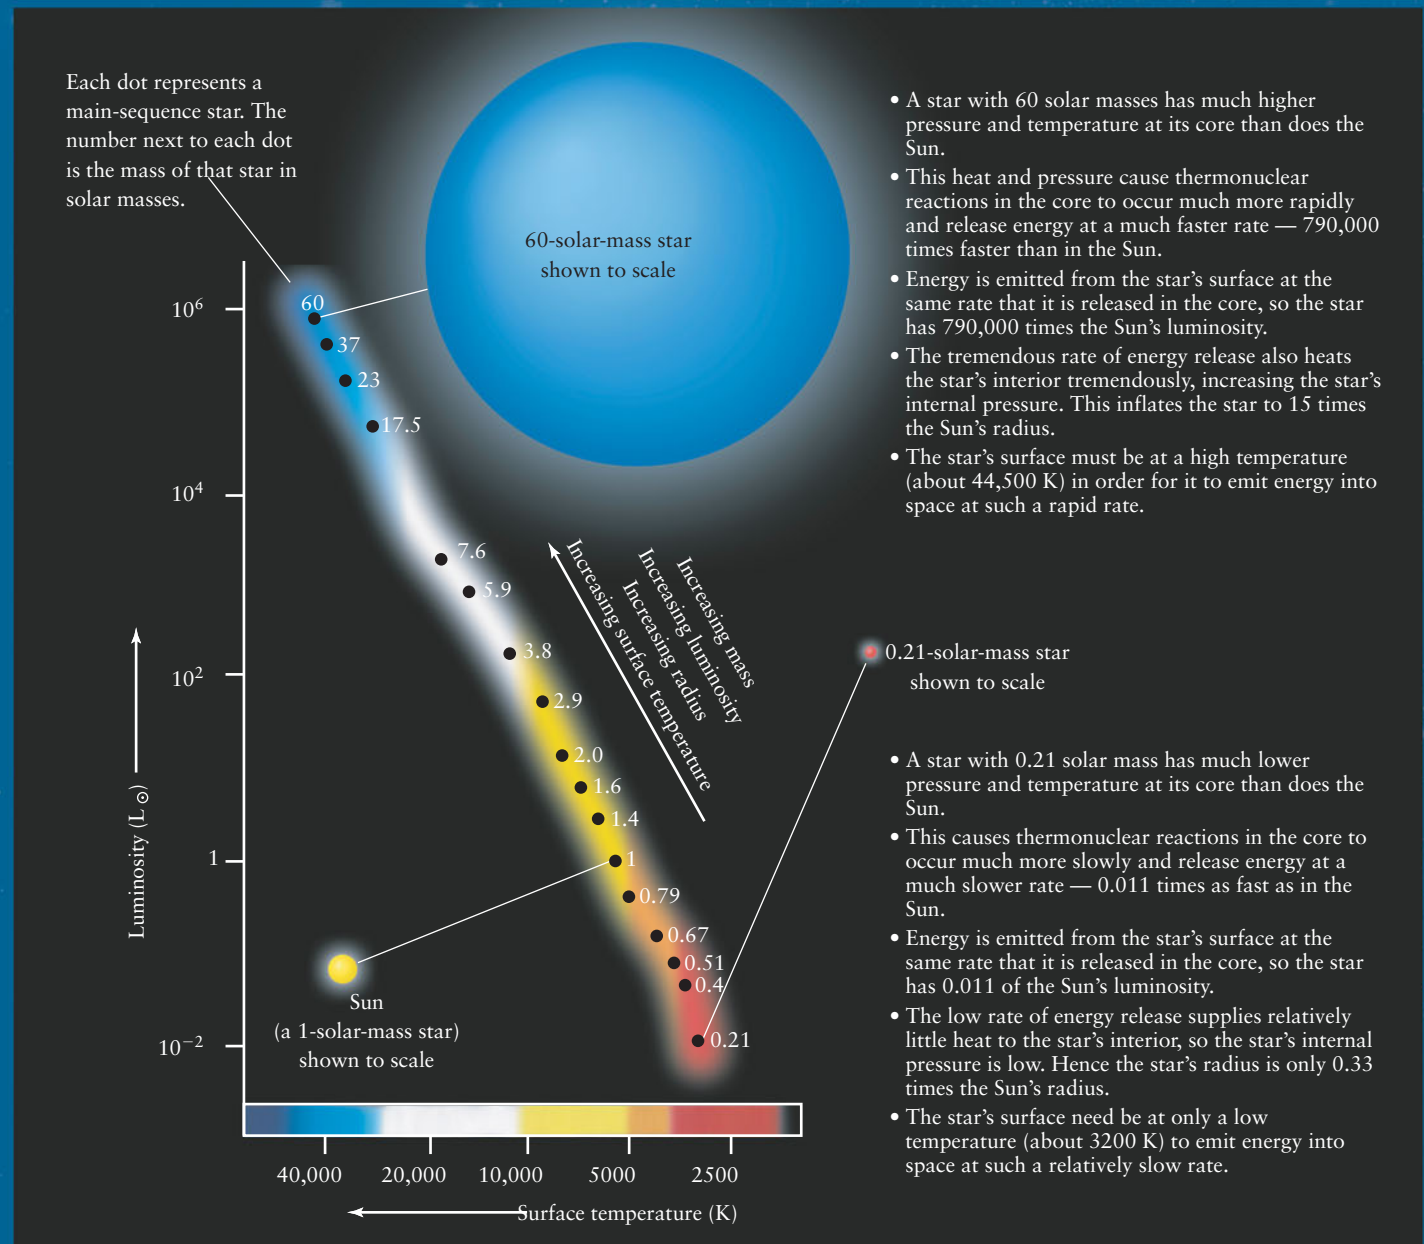 Each dot represents a
main-sequence star. The
number next to each dot
is the mass of that star in
solar masses.
60-solar-mass star
shown to scale
• A star with 60 solar masses has much higher
pressure and temperature at its core than does the
Sun.
• This heat and pressure cause thermonuclear
reactions in the core to occur much more rapidly
and release energy at a much faster rate — 790,000
times faster than in the Sun.
• Energy is emitted from the star’s surface at the
same rate that it is released in the core, so the star
has 790,000 times the Sun’s luminosity.
• The tremendous rate of energy release also heats
the star’s interior tremendously, increasing the star’s
internal pressure. This inflates the star to 15 times
the Sun’s radius.
• The star’s surface must be at a high temperature
(about 44,500 K) in order for it to emit energy into
space at such a rapid rate.
10⁶
10⁴
10²
1
10⁻²
Luminosity (L⊙)
60
37
23
17.5
7.6
5.9
3.8
2.9
2.0
1.6
1.4
1
0.79
0.67
0.51
0.4
0.21
Increasing mass
Increasing luminosity
Increasing radius
Increasing surface temperature
0.21-solar-mass star
shown to scale
Sun
(a 1-solar-mass star)
shown to scale
• A star with 0.21 solar mass has much lower
pressure and temperature at its core than does the
Sun.
• This causes thermonuclear reactions in the core to
occur much more slowly and release energy at a
much slower rate — 0.011 times as fast as in the
Sun.
• Energy is emitted from the star’s surface at the
same rate that it is released in the core, so the star
has 0.011 of the Sun’s luminosity.
• The low rate of energy release supplies relatively
little heat to the star’s interior, so the star’s internal
pressure is low. Hence the star’s radius is only 0.33
times the Sun’s radius.
• The star’s surface need be at only a low
temperature (about 3200 K) to emit energy into
space at such a relatively slow rate.
40,000 20,000 10,000 5000 2500
Surface temperature (K)